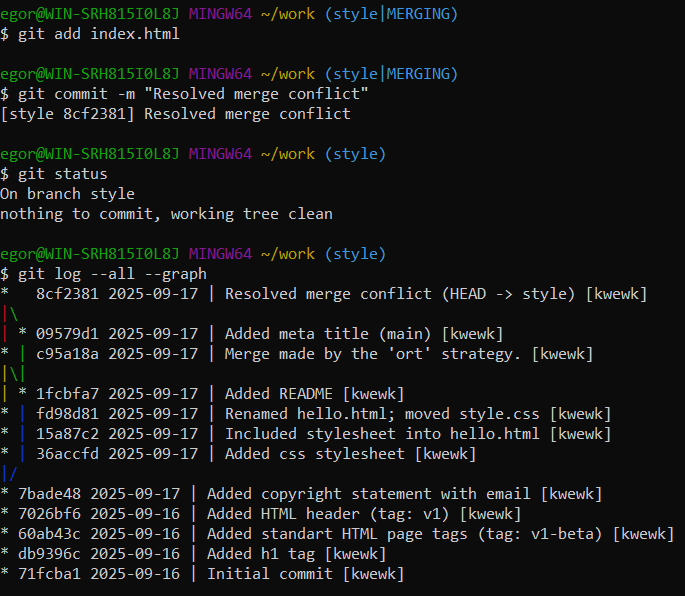 egor@WIN-SRH815I0L8J MINGW64 ~/work (style|MERGING)
$ git add index.html
egor@WIN-SRH815I0L8J MINGW64 ~/work (style|MERGING)
$ git commit -m "Resolved merge conflict"
[style 8cf2381] Resolved merge conflict
egor@WIN-SRH815I0L8J MINGW64 ~/work (style)
$ git status
On branch style
nothing to commit, working tree clean
egor@WIN-SRH815I0L8J MINGW64 ~/work (style)
$ git log --all --graph
*   8cf2381 2025-09-17 | Resolved merge conflict (HEAD -> style) [kwewk]
|\
| * 09579d1 2025-09-17 | Added meta title (main) [kwewk]
* | c95a18a 2025-09-17 | Merge made by the 'ort' strategy. [kwewk]
|\|
| * 1fcbfa7 2025-09-17 | Added README [kwewk]
* | fd98d81 2025-09-17 | Renamed hello.html; moved style.css [kwewk]
* | 15a87c2 2025-09-17 | Included stylesheet into hello.html [kwewk]
* | 36accfd 2025-09-17 | Added css stylesheet [kwewk]
|/
* 7bade48 2025-09-17 | Added copyright statement with email [kwewk]
* 7026bf6 2025-09-16 | Added HTML header (tag: v1) [kwewk]
* 60ab43c 2025-09-16 | Added standart HTML page tags (tag: v1-beta) [kwewk]
* db9396c 2025-09-16 | Added h1 tag [kwewk]
* 71fcba1 2025-09-16 | Initial commit [kwewk]